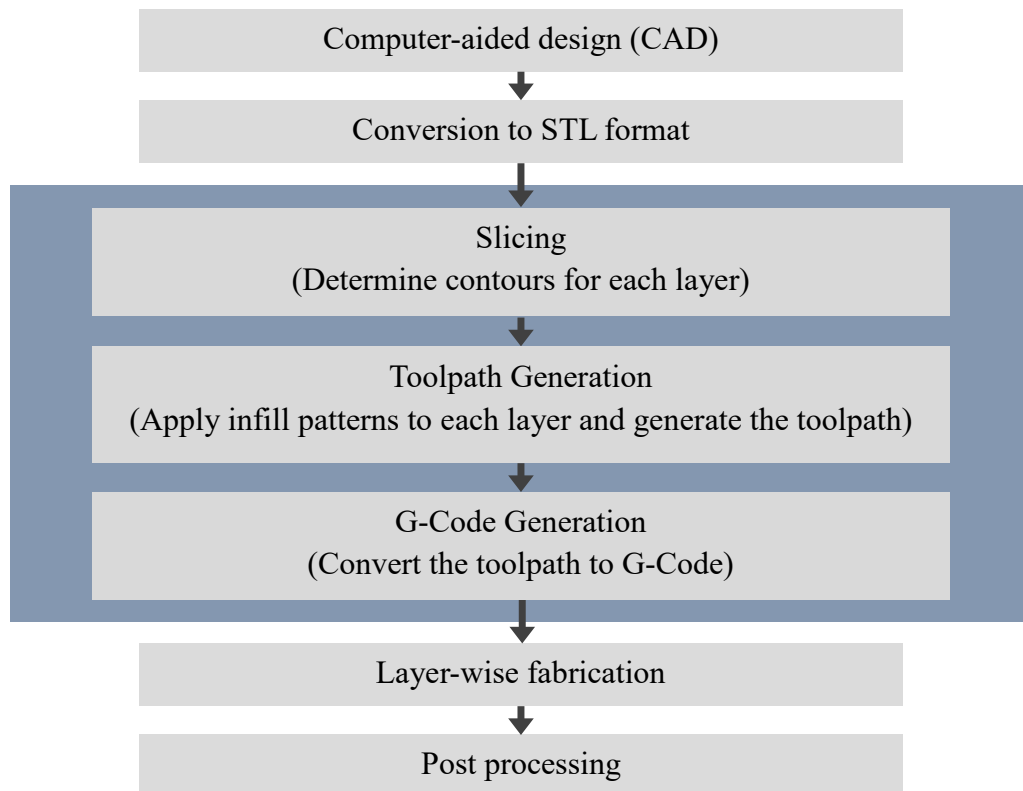 Computer-aided design (CAD)
Conversion to STL format
Slicing
(Determine contours for each layer)
Toolpath Generation
(Apply infill patterns to each layer and generate the toolpath)
G-Code Generation
(Convert the toolpath to G-Code)
Layer-wise fabrication
Post processing